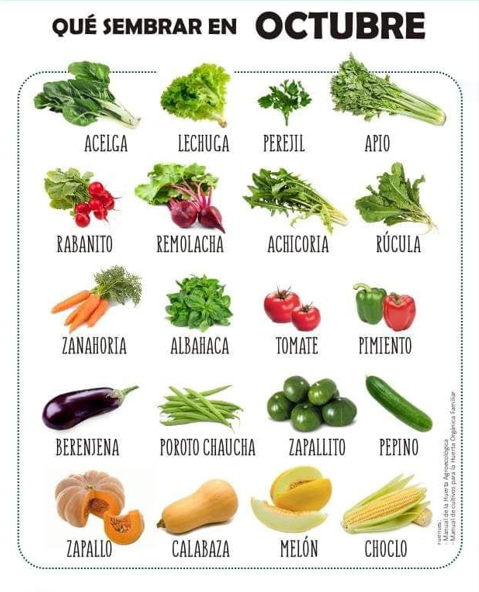 QUÉ SEMBRAR EN OCTUBRE
ACELGA LECHUGA PEREJIL APIO
RABANITO REMOLACHA ACHICORIA RÚCULA
ZANAHORIA ALBAHACA TOMATE PIMIENTO
BERENJENA POROTO CHAUCHA ZAPALLITO PEPINO
ZAPALLO CALABAZA MELÓN CHOCLO
Fuentes:
- Manual de la Huerta Agroecológica
- Manual de cultivos para la Huerta Orgánica Familiar